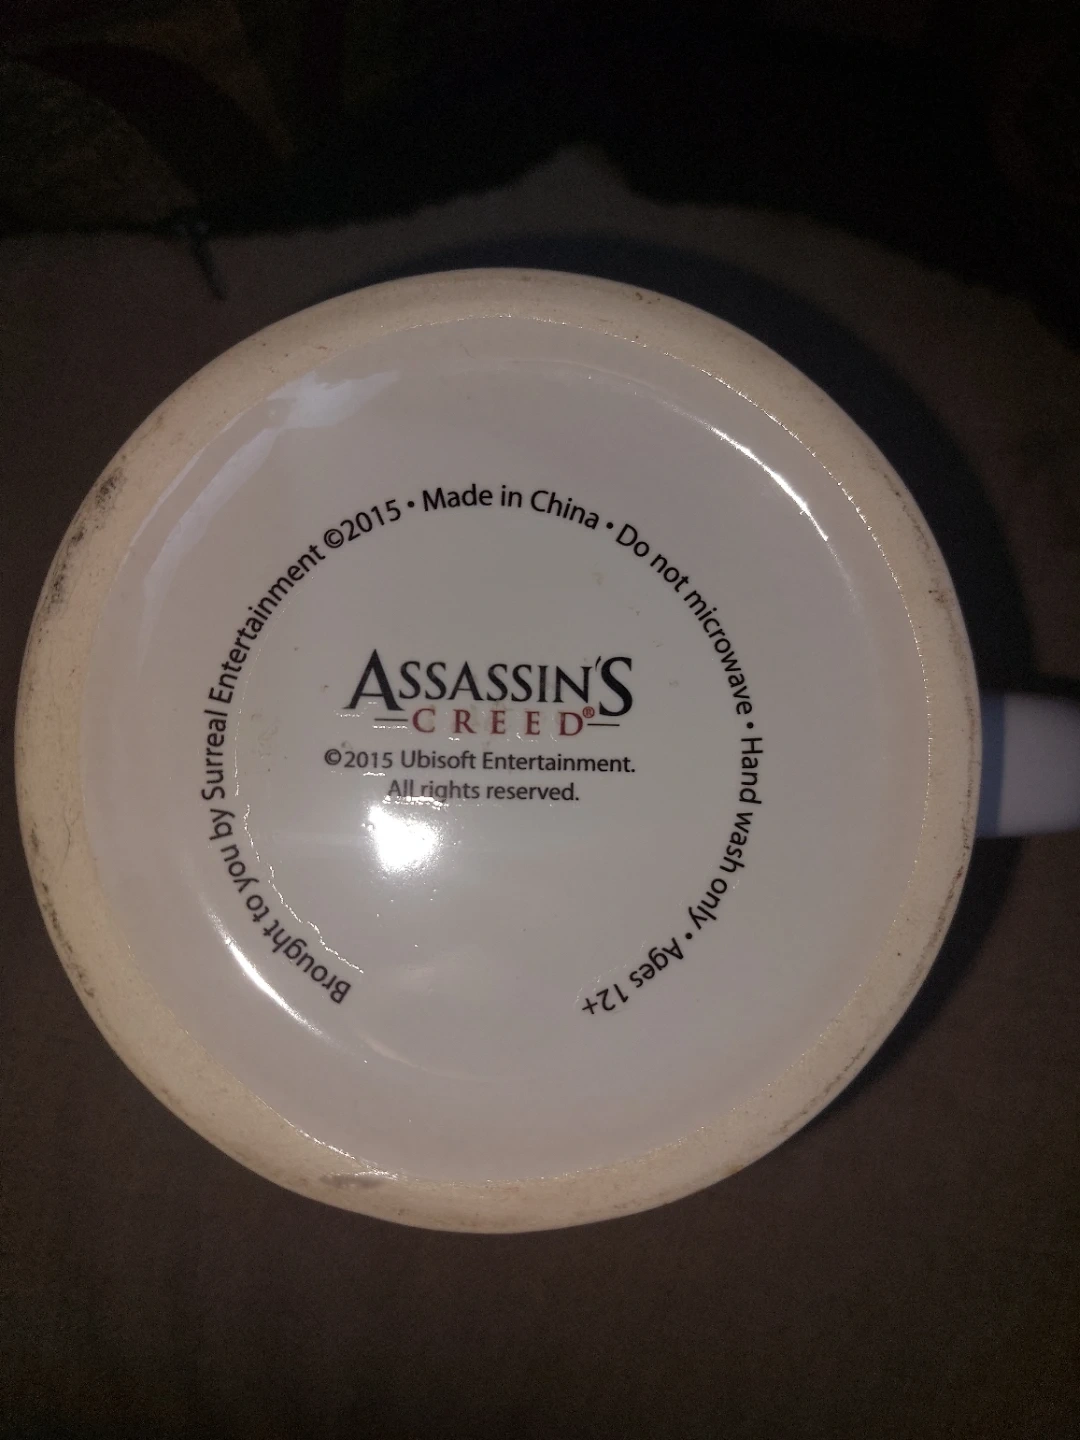 Brought to you by Surreal Entertainment ©2015 • Made in China • Do not microwave • Hand wash only • Ages 12+
ASSASSIN'S
CREED®
©2015 Ubisoft Entertainment.
All rights reserved.